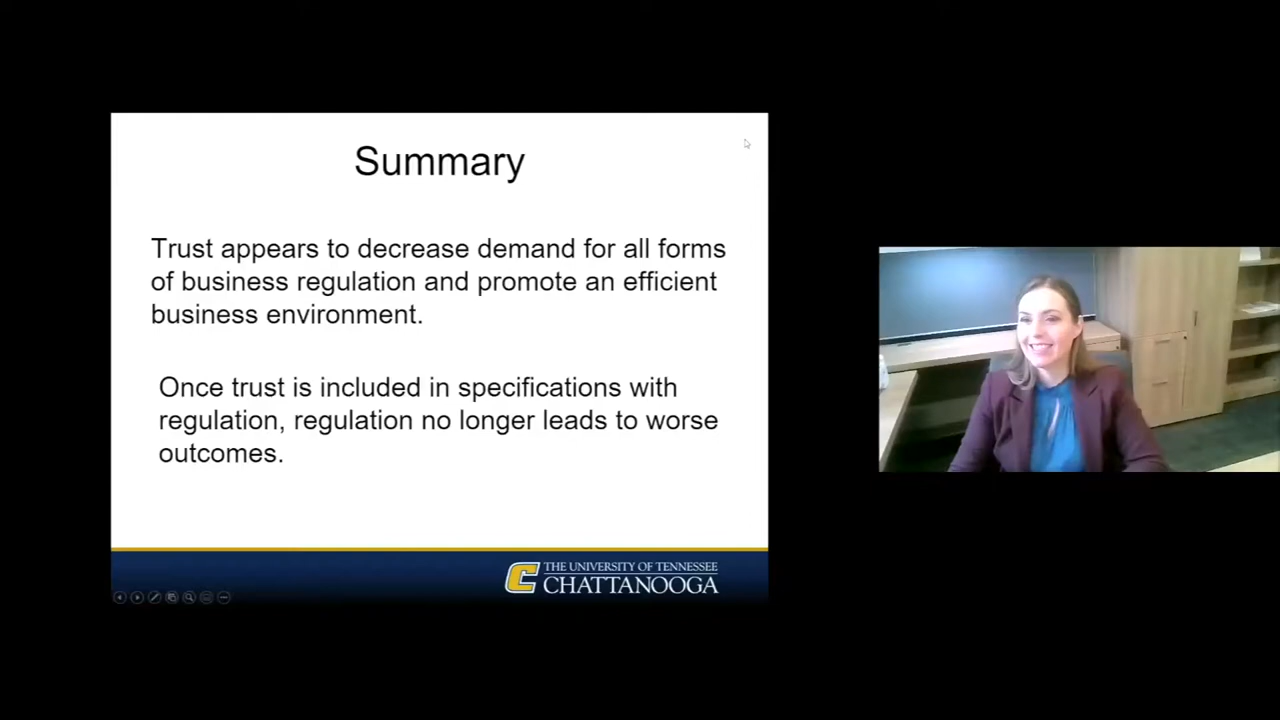 Summary
Trust appears to decrease demand for all forms
of business regulation and promote an efficient
business environment.
Once trust is included in specifications with
regulation, regulation no longer leads to worse
outcomes.
C THE UNIVERSITY OF TENNESSEE
CHATTANOOGA